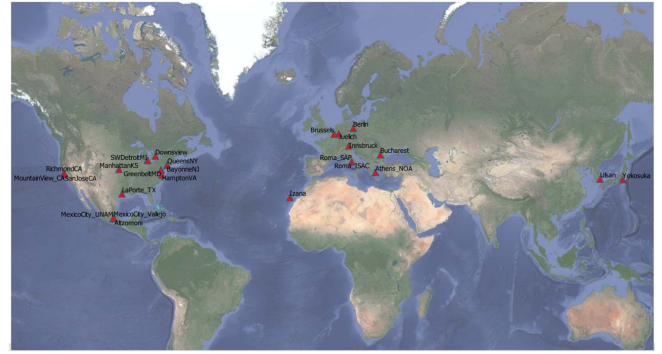 Berlin
Brussels
Juelich
Downsview
Innsbruck
Bucharest
SWDetroitMI
QueensNY
ManhattanKS
Roma_SAP
RichmondCA
BayonneNJ
Roma_ISAC
GreenbeltMD
Athens_NOA
MountainView_CA
SanJoseCA
HamptonVA
Ulsan
Yokosuka
LaPorte_TX
Izana
MexicoCity_UNAM
MexicoCity_Vallejo
Altzomoni